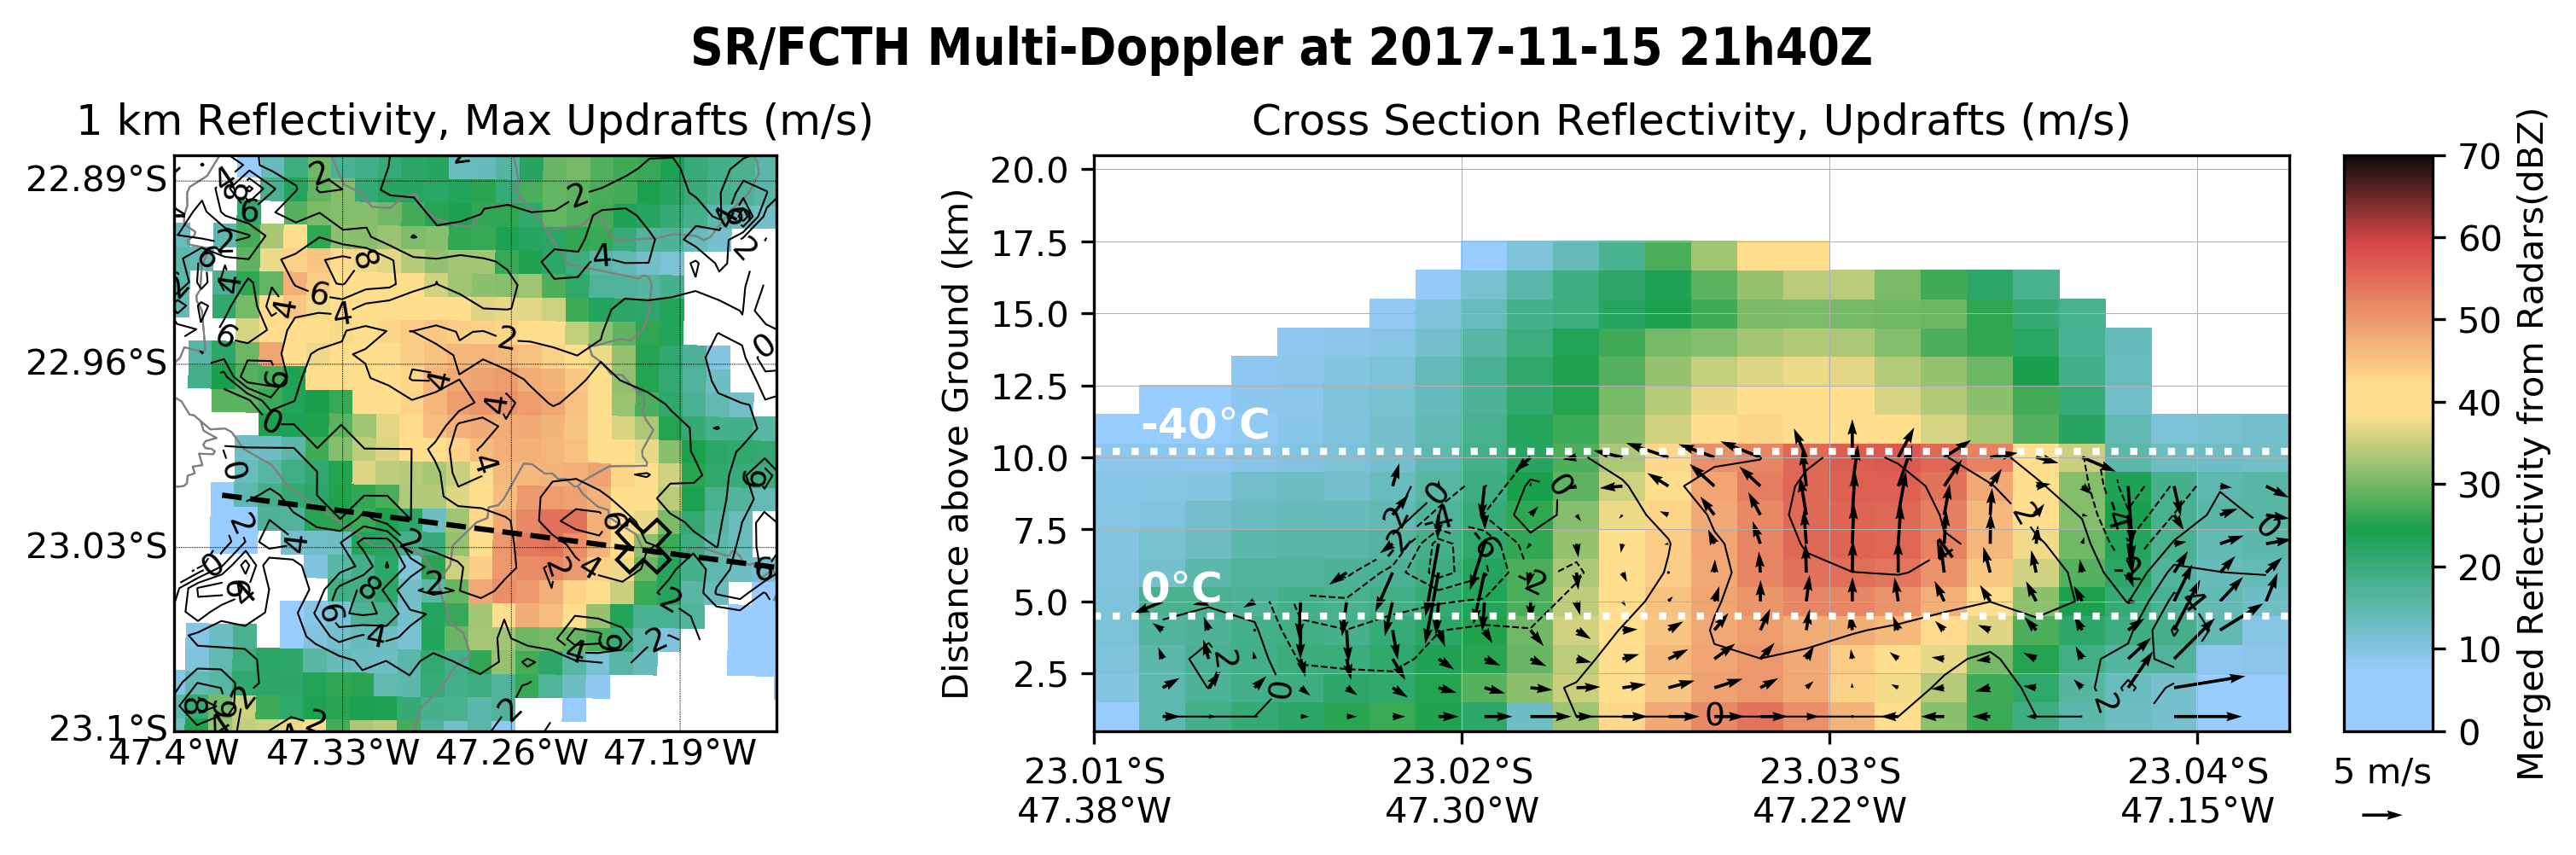 SR/FCTH Multi-Doppler at 2017-11-15 21h40Z
1 km Reflectivity, Max Updrafts (m/s)
22.89°S
22.96°S
23.03°S
23.1°S
47.4°W 47.33°W 47.26°W 47.19°W
Cross Section Reflectivity, Updrafts (m/s)
Distance above Ground (km)
20.0
17.5
15.0
12.5
10.0
7.5
5.0
2.5
-40°C
0°C
23.01°S 23.02°S 23.03°S 23.04°S
47.38°W 47.30°W 47.22°W 47.15°W
70
60
50
40
30
20
10
0
Merged Reflectivity from Radars(dBZ)
5 m/s